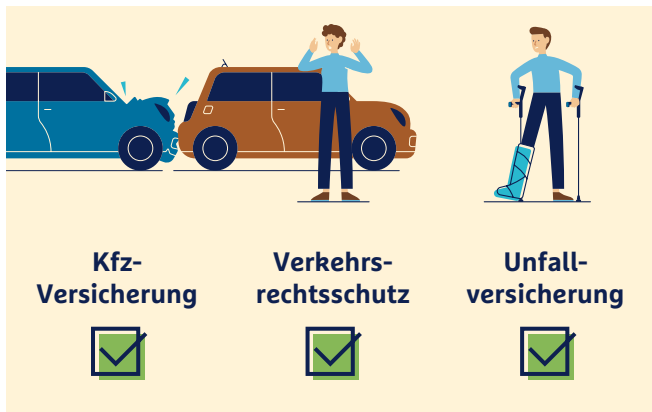 Kfz-
Versicherung
Verkehrs-
rechtsschutz
Unfall-
versicherung